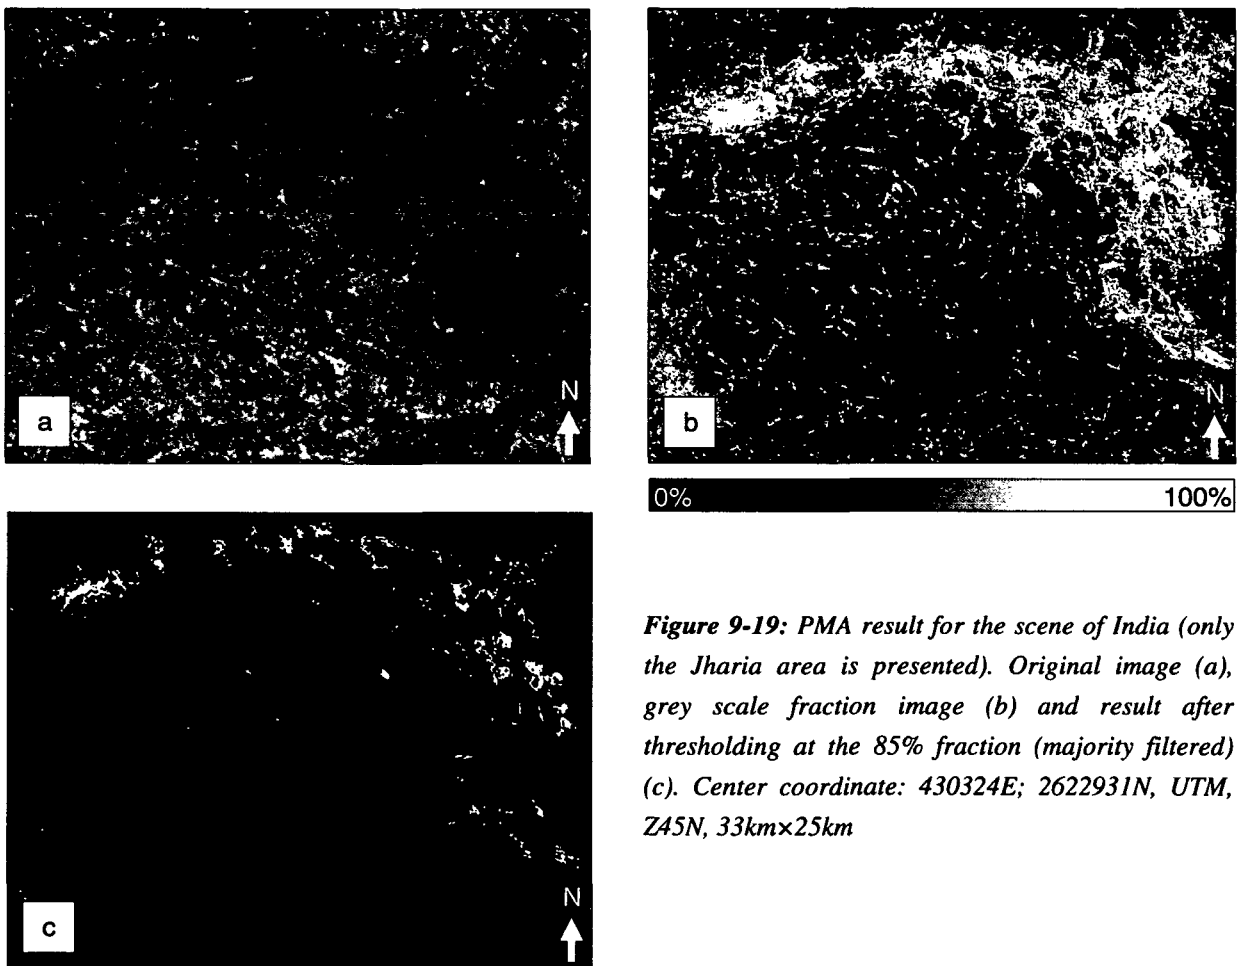 N
a
N
b
0% 100%
N
c
Figure 9-19: PMA result for the scene of India (only
the Jharia area is presented). Original image (a),
grey scale fraction image (b) and result after
thresholding at the 85% fraction (majority filtered)
(c). Center coordinate: 430324E; 2622931N, UTM,
Z45N, 33km×25km